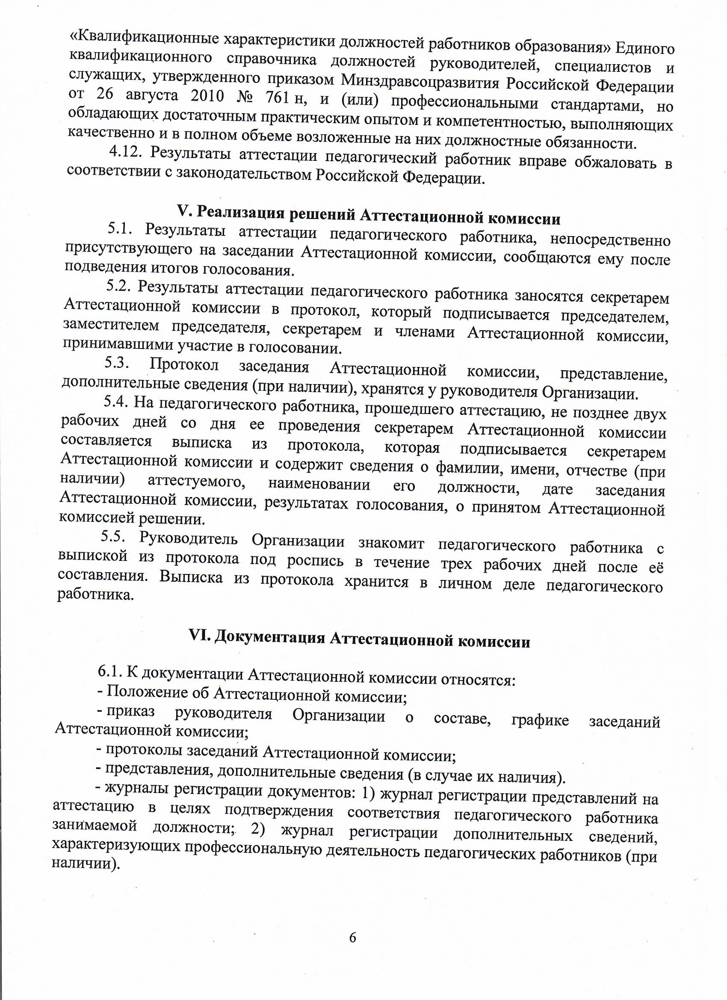 «Квалификационные характеристики должностей работников образования» Единого
квалификационного справочника должностей руководителей, специалистов и
служащих, утвержденного приказом Минздравсоцразвития Российской Федерации
от 26 августа 2010 № 761 н, и (или) профессиональными стандартами, но
обладающих достаточным практическим опытом и компетентностью, выполняющих
качественно и в полном объеме возложенные на них должностные обязанности.
4.12. Результаты аттестации педагогический работник вправе обжаловать в
соответствии с законодательством Российской Федерации.
V. Реализация решений Аттестационной комиссии
5.1. Результаты аттестации педагогического работника, непосредственно
присутствующего на заседании Аттестационной комиссии, сообщаются ему после
подведения итогов голосования.
5.2. Результаты аттестации педагогического работника заносятся секретарем
Аттестационной комиссии в протокол, который подписывается председателем,
заместителем председателя, секретарем и членами Аттестационной комиссии,
принимавшими участие в голосовании.
5.3. Протокол заседания Аттестационной комиссии, представление,
дополнительные сведения (при наличии), хранятся у руководителя Организации.
5.4. На педагогического работника, прошедшего аттестацию, не позднее двух
рабочих дней со дня ее проведения секретарем Аттестационной комиссии
составляется выписка из протокола, которая подписывается секретарем
Аттестационной комиссии и содержит сведения о фамилии, имени, отчестве (при
наличии) аттестуемого, наименовании его должности, дате заседания
Аттестационной комиссии, результатах голосования, о принятом Аттестационной
комиссией решении.
5.5. Руководитель Организации знакомит педагогического работника с
выпиской из протокола под роспись в течение трех рабочих дней после её
составления. Выписка из протокола хранится в личном деле педагогического
работника.
VI. Документация Аттестационной комиссии
6.1. К документации Аттестационной комиссии относятся:
- Положение об Аттестационной комиссии;
- приказ руководителя Организации о составе, графике заседаний
Аттестационной комиссии;
- протоколы заседаний Аттестационной комиссии;
- представления, дополнительные сведения (в случае их наличия).
- журналы регистрации документов: 1) журнал регистрации представлений на
аттестацию в целях подтверждения соответствия педагогического работника
занимаемой должности; 2) журнал регистрации дополнительных сведений,
характеризующих профессиональную деятельность педагогических работников (при
наличии).
6